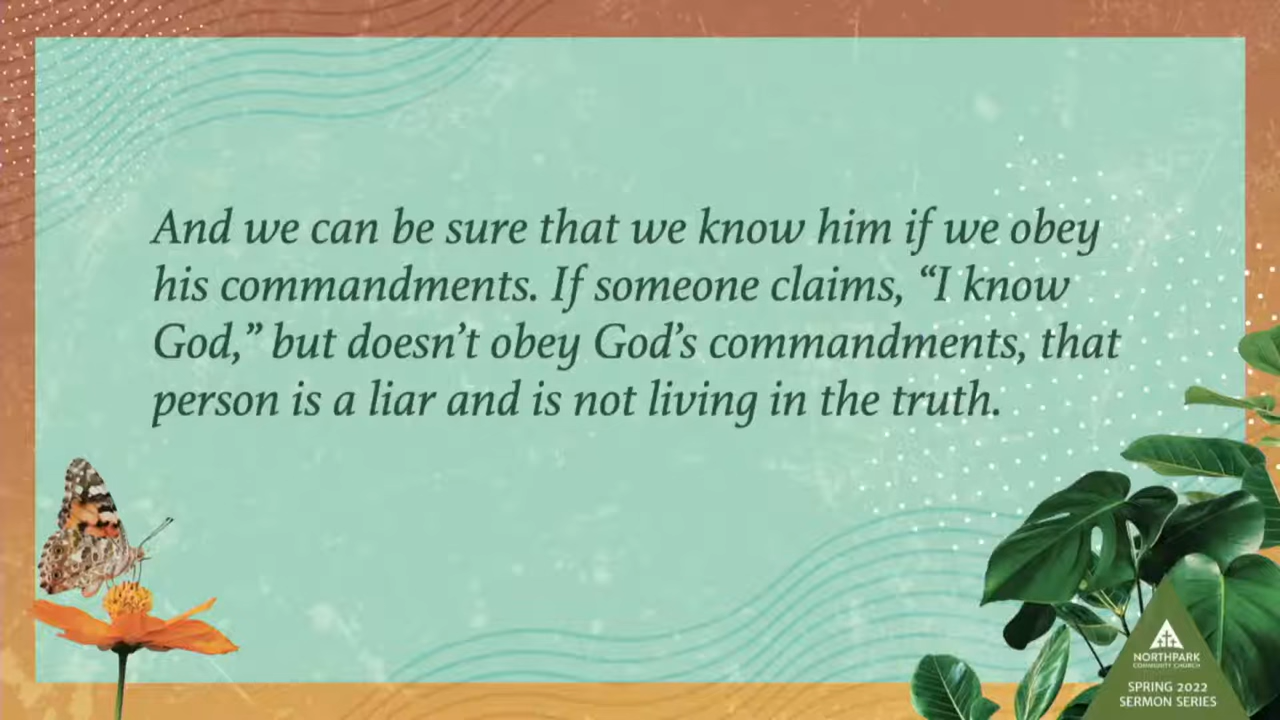 And we can be sure that we know him if we obey
his commandments. If someone claims, “I know
God,” but doesn’t obey God’s commandments, that
person is a liar and is not living in the truth.
NORTHPARK
COMMUNITY CHURCH
SPRING 2022
SERMON SERIES